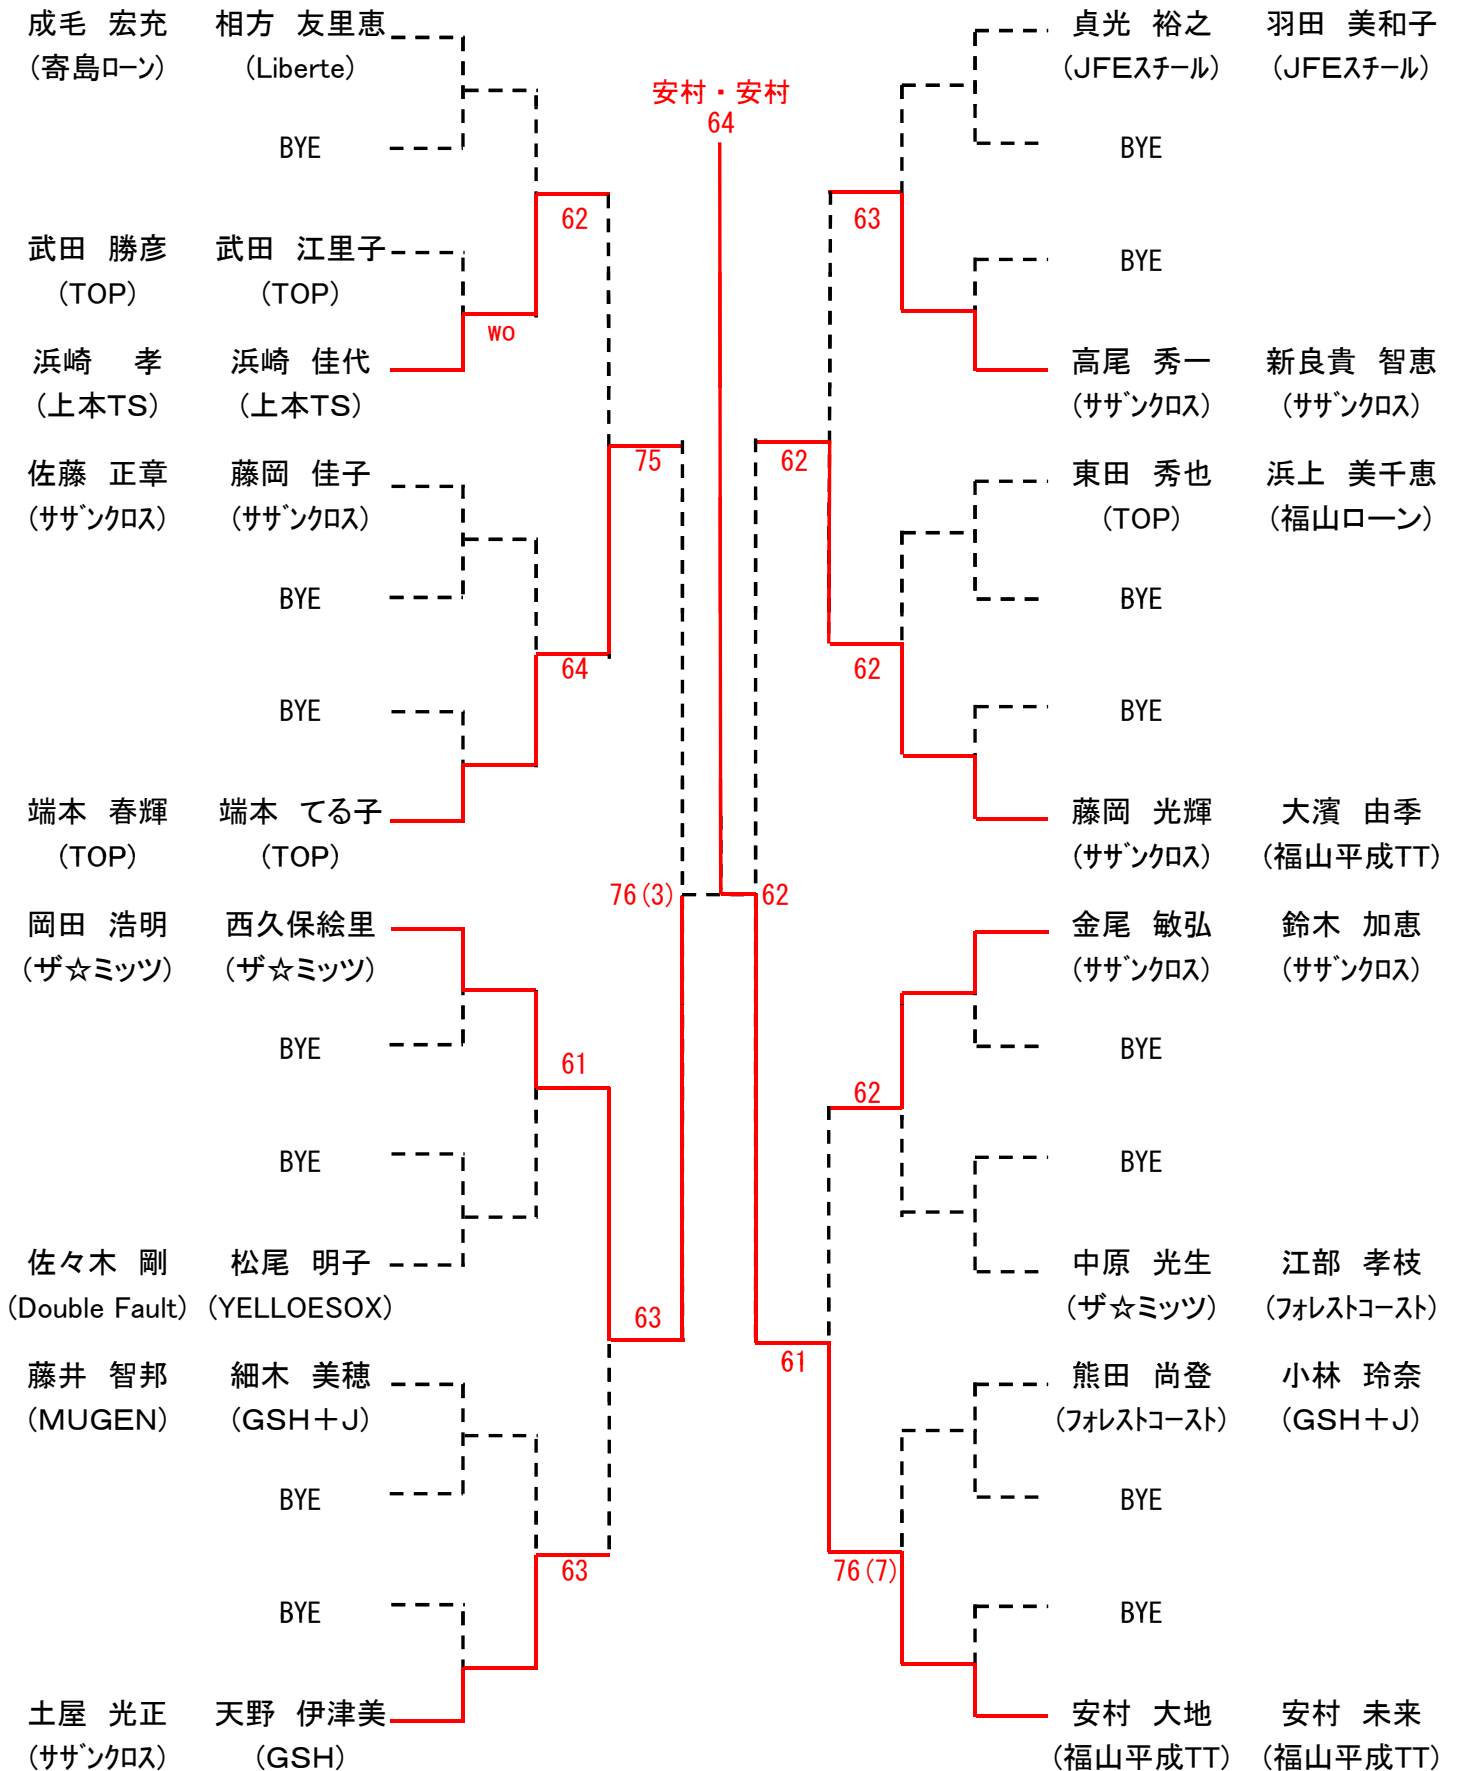 成毛 宏充 相方 友里恵
(寄島ローン) (Liberte)
BYE
62
武田 勝彦 武田 江里子
(TOP) (TOP)
wo
浜崎 孝 浜崎 佳代
(上本TS) (上本TS)
75
佐藤 正章 藤岡 佳子
(サザンクロス) (サザンクロス)
BYE
64
BYE
端本 春輝 端本 てる子
(TOP) (TOP)
76(3)
岡田 浩明 西久保絵里
(ザ☆ミッツ) (ザ☆ミッツ)
BYE
61
BYE
佐々木 剛 松尾 明子
(Double Fault) (YELLOESOX)
63
藤井 智邦 細木 美穂
(MUGEN) (GSH+J)
BYE
63
BYE
土屋 光正 天野 伊津美
(サザンクロス) (GSH)
安村・安村
64
貞光 裕之 羽田 美和子
(JFEスチール) (JFEスチール)
BYE
63
BYE
高尾 秀一 新良貴 智恵
(サザンクロス) (サザンクロス)
62
東田 秀也 浜上 美千恵
(TOP) (福山ローン)
BYE
62
BYE
藤岡 光輝 大濱 由季
(サザンクロス) (福山平成TT)
62
金尾 敏弘 鈴木 加恵
(サザンクロス) (サザンクロス)
BYE
62
BYE
中原 光生 江部 孝枝
(ザ☆ミッツ) (フォレストコースト)
61
熊田 尚登 小林 玲奈
(フォレストコースト) (GSH+J)
BYE
76(7)
BYE
安村 大地 安村 未来
(福山平成TT) (福山平成TT)